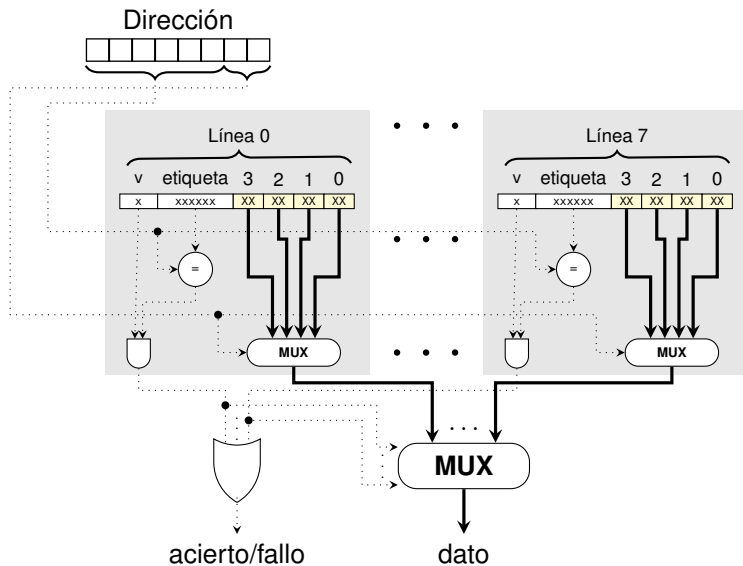 Dirección
Línea 0
Línea 7
v etiqueta 3 2 1 0
v etiqueta 3 2 1 0
x xxxxxx XX XX XX XX
x xxxxxx XX XX XX XX
=
=
MUX
MUX
MUX
acierto/fallo
dato